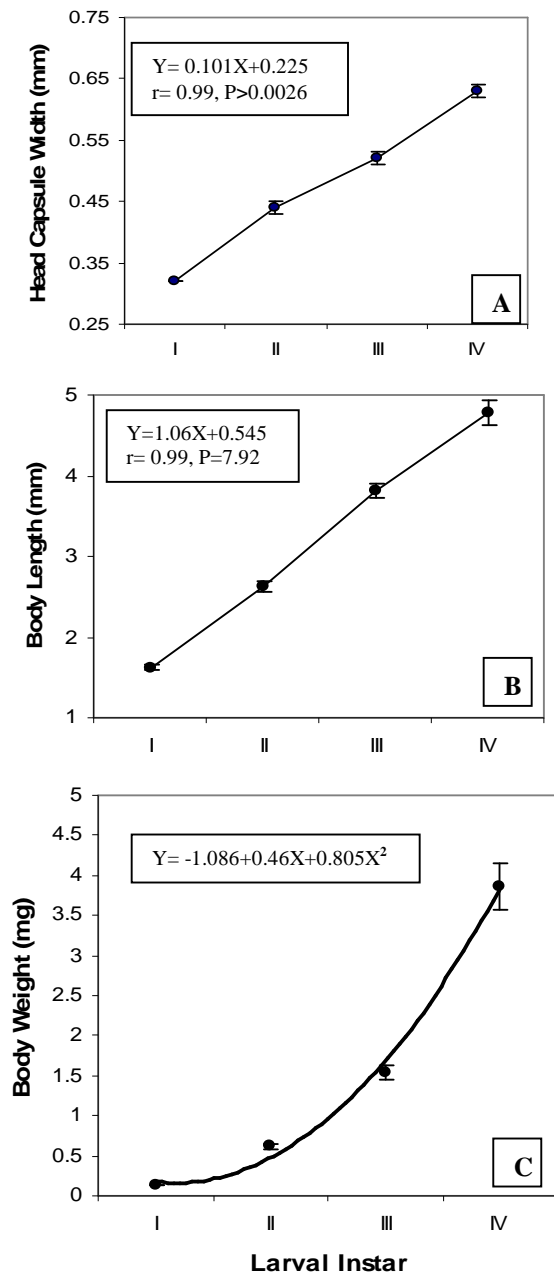 0.75
0.65
0.55
0.45
0.35
0.25
Head Capsule Width (mm)
Y= 0.101X+0.225
r= 0.99, P>0.0026
A
I II III IV
5
4
3
2
1
Body Length (mm)
Y=1.06X+0.545
r= 0.99, P=7.92
B
I II III IV
5
4.5
4
3.5
3
2.5
2
1.5
1
0.5
0
Body Weight (mg)
Y= -1.086+0.46X+0.805X²
C
I II III IV
Larval Instar